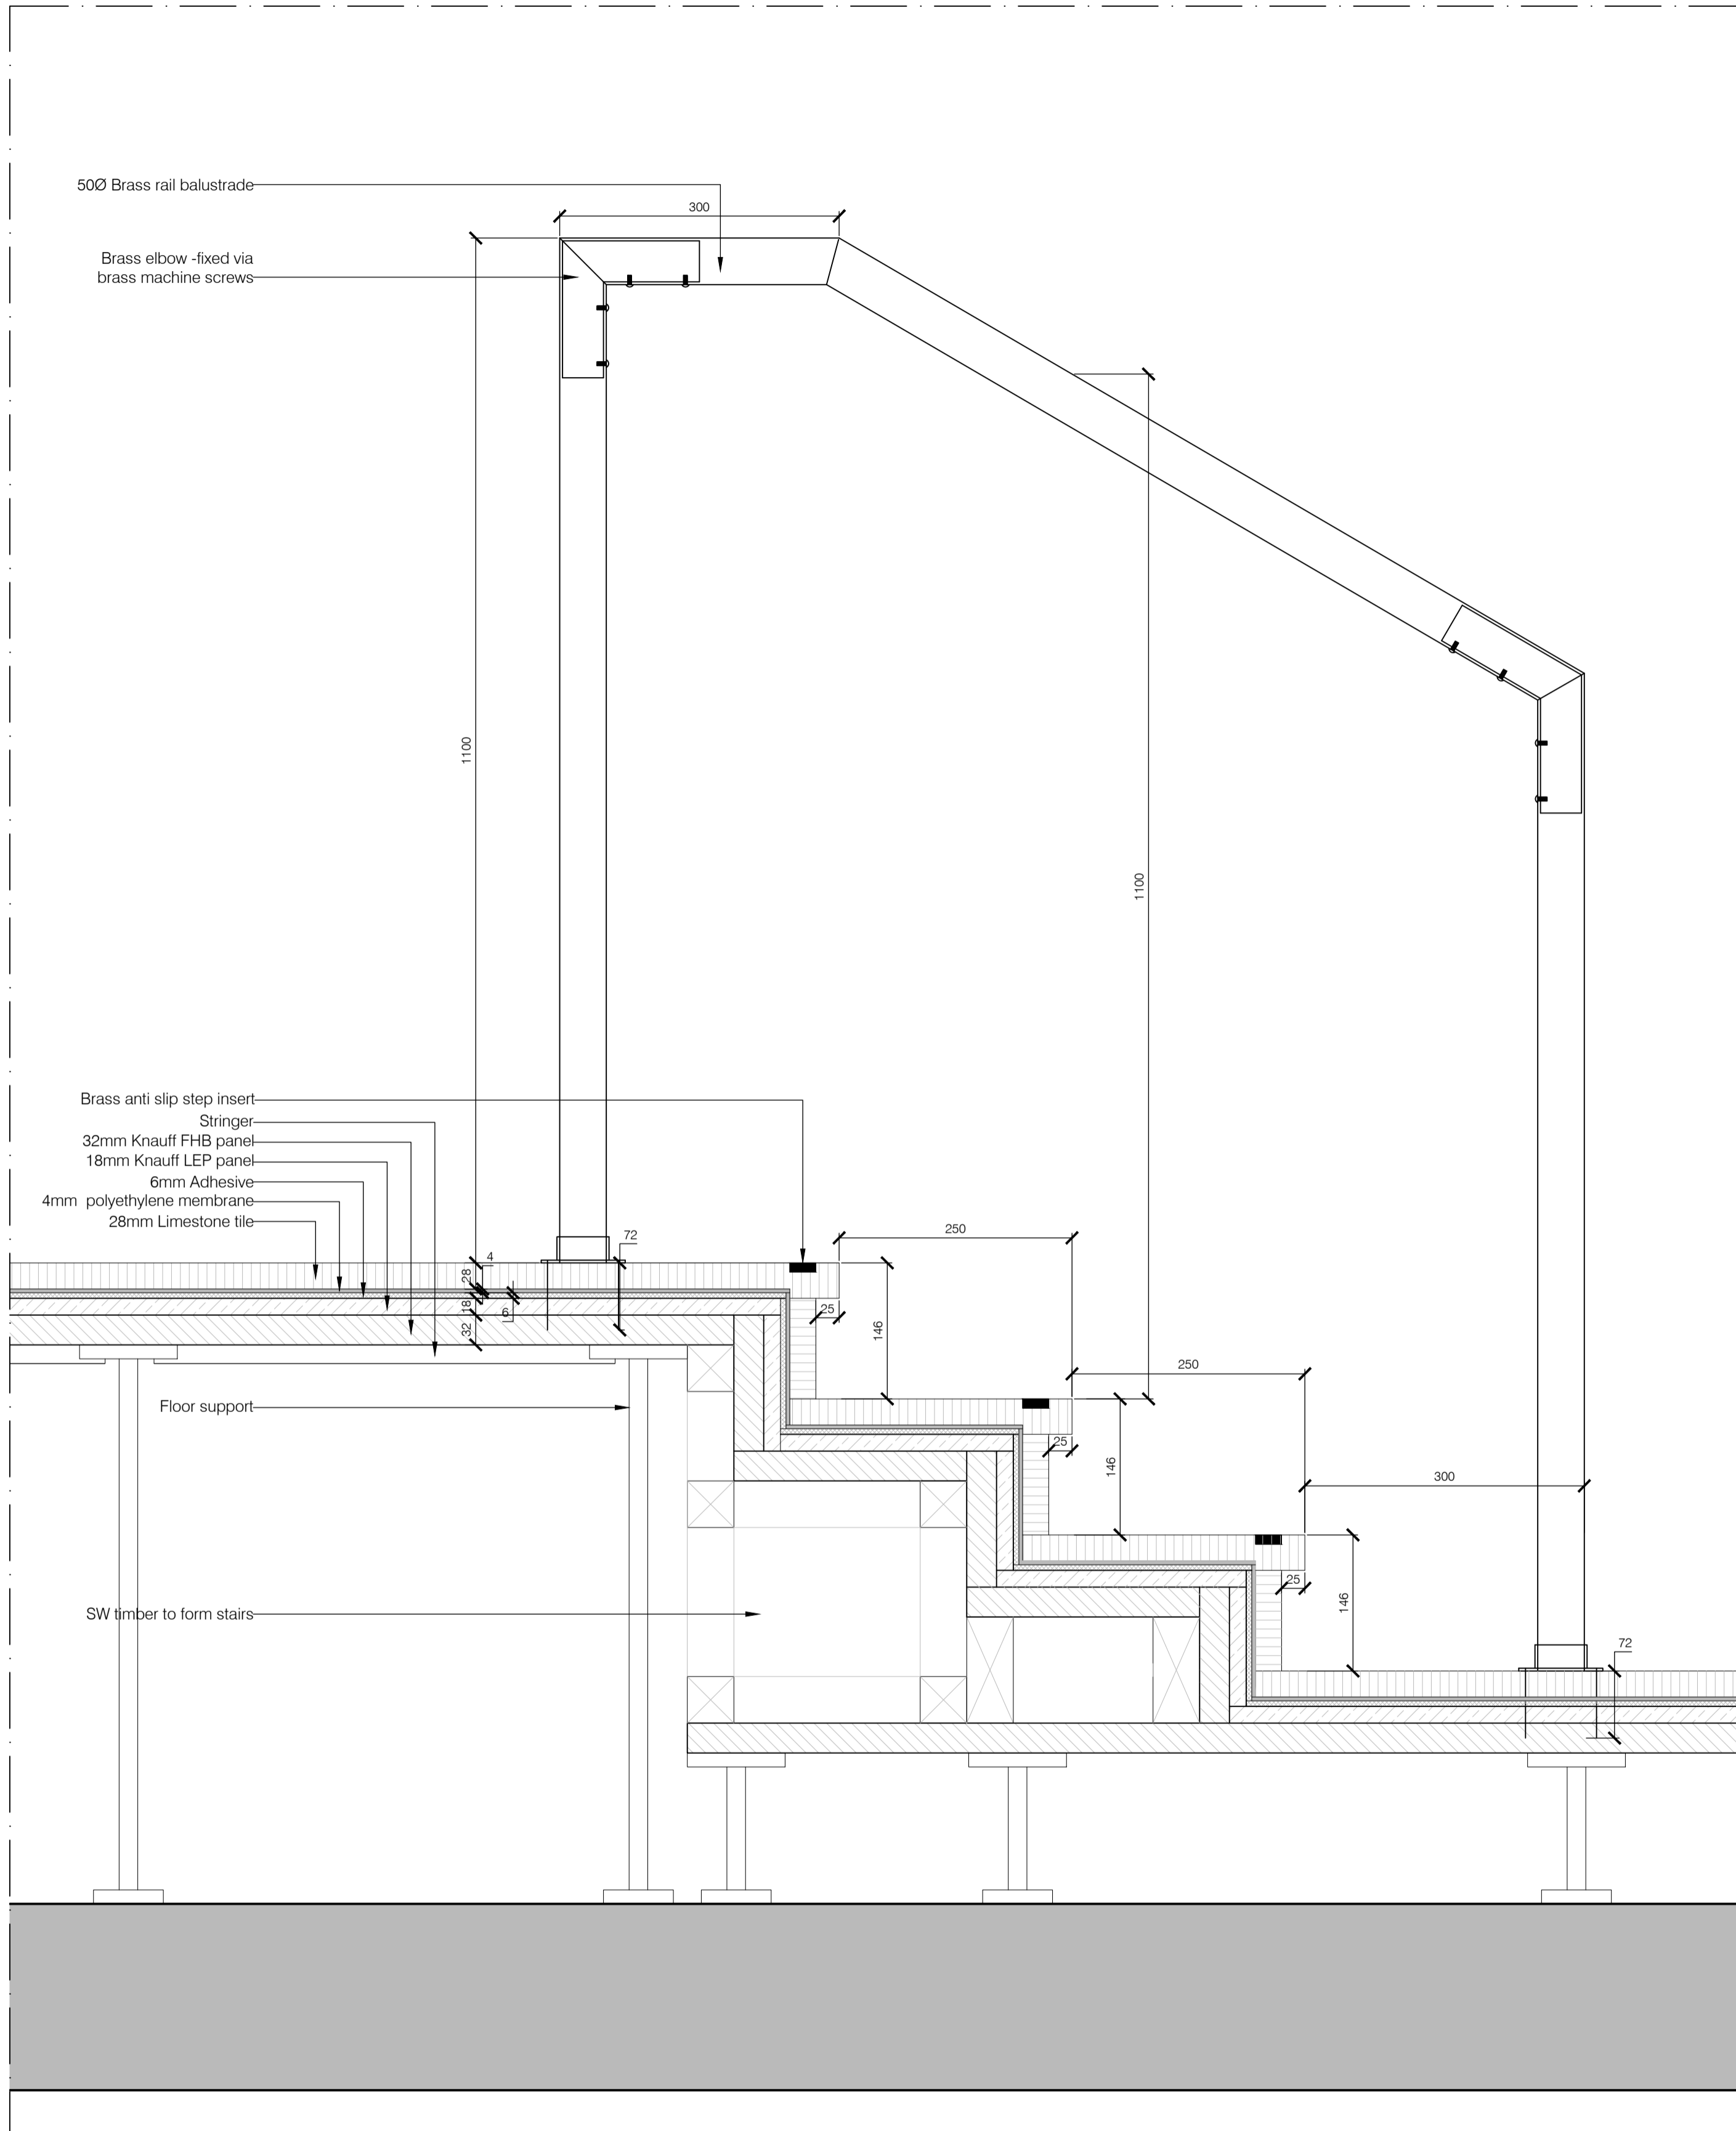 50Ø Brass rail balustrade
300
Brass elbow -fixed via
brass machine screws
1100
1100
Brass anti slip step insert
Stringer
32mm Knauff FHB panel
18mm Knauff LEP panel
6mm Adhesive
4mm  polyethylene membrane
28mm Limestone tile
72
250
4
28
18
6
32
25
146
250
Floor support
25
146
300
25
146
SW timber to form stairs
72